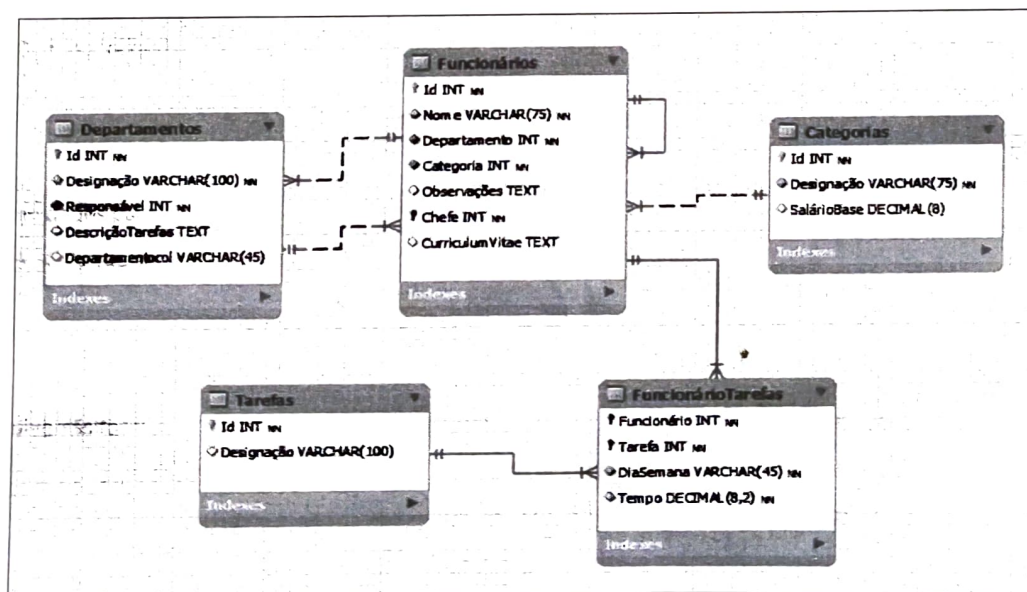 Departamentos
Id INT NN
Designação VARCHAR(100) NN
Responsável INT NN
DescriçãoTarefas TEXT
Departamentocol VARCHAR(45)
Indexes
Funcionários
Id INT NN
Nome VARCHAR(75) NN
Departamento INT NN
Categoria INT NN
Observações TEXT
Chefe INT NN
CurriculumVitae TEXT
Indexes
Categorias
Id INT NN
Designação VARCHAR(75) NN
SalárioBase DECIMAL(8)
Indexes
Tarefas
Id INT NN
Designação VARCHAR(100)
Indexes
FuncionárioTarefas
Funcionário INT NN
Tarefa INT NN
DiaSemana VARCHAR(45) NN
Tempo DECIMAL(8,2) NN
Indexes